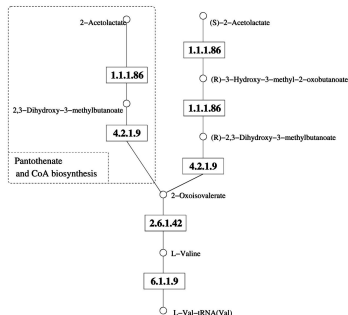 2-Acetolactate
1.1.1.86
2,3-Dihydroxy-3-methylbutanoate
4.2.1.9
Pantothenate
and CoA biosynthesis
(S)-2-Acetolactate
1.1.1.86
(R)-3-Hydroxy-3-methyl-2-oxobutanoate
1.1.1.86
(R)-2,3-Dihydroxy-3-methylbutanoate
4.2.1.9
2-Oxoisovalerate
2.6.1.42
L-Valine
6.1.1.9
L-Val-tRNA(Val)